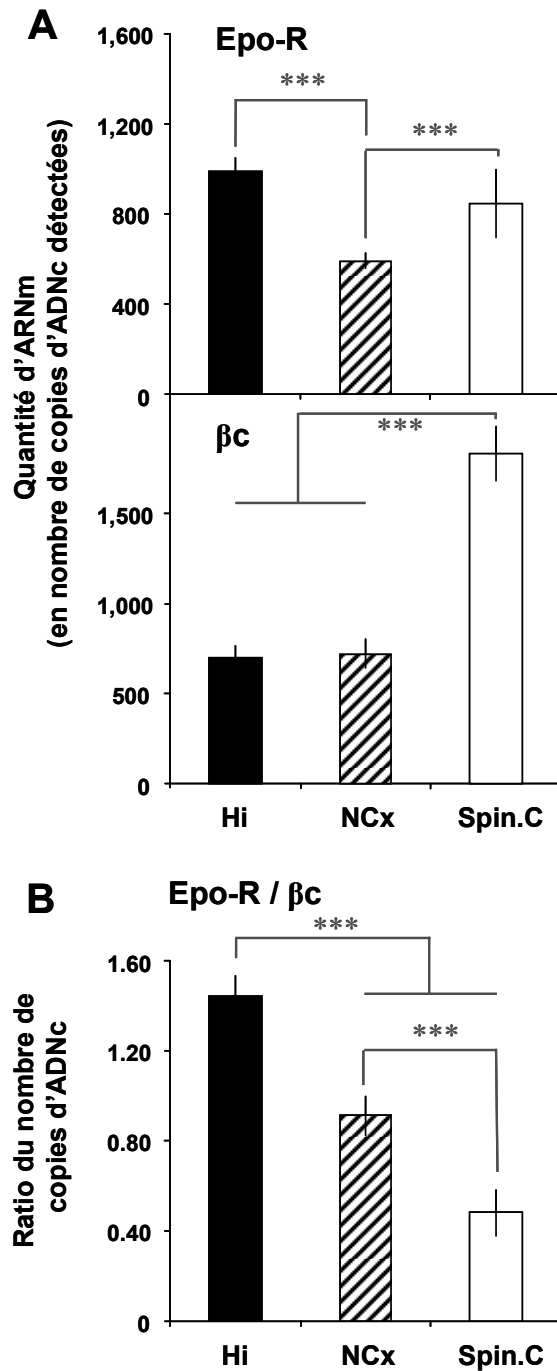 A
Epo-R
Quantité d'ARNm
(en nombre de copies d'ADNc détectées)
1,600
1,200
800
400
0
***
***
βc
1,500
1,000
500
0
***
Hi NCx Spin.C
B
Epo-R / βc
Ratio du nombre de
copies d'ADNc
1.60
1.20
0.80
0.40
0
***
***
Hi NCx Spin.C